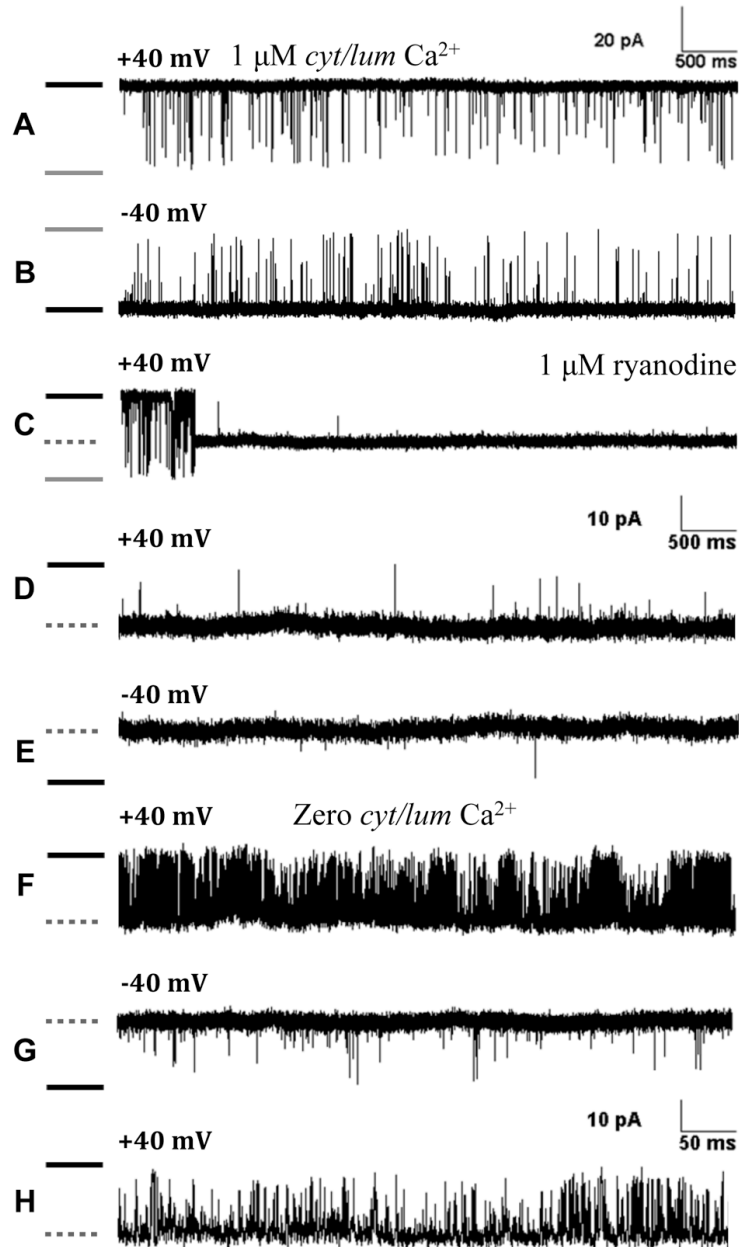 20 pA
500 ms
+40 mV 1 μM cyt/lum Ca²⁺
A
-40 mV
B
+40 mV 1 μM ryanodine
C
10 pA
500 ms
+40 mV
D
-40 mV
E
+40 mV Zero cyt/lum Ca²⁺
F
-40 mV
G
10 pA
50 ms
+40 mV
H